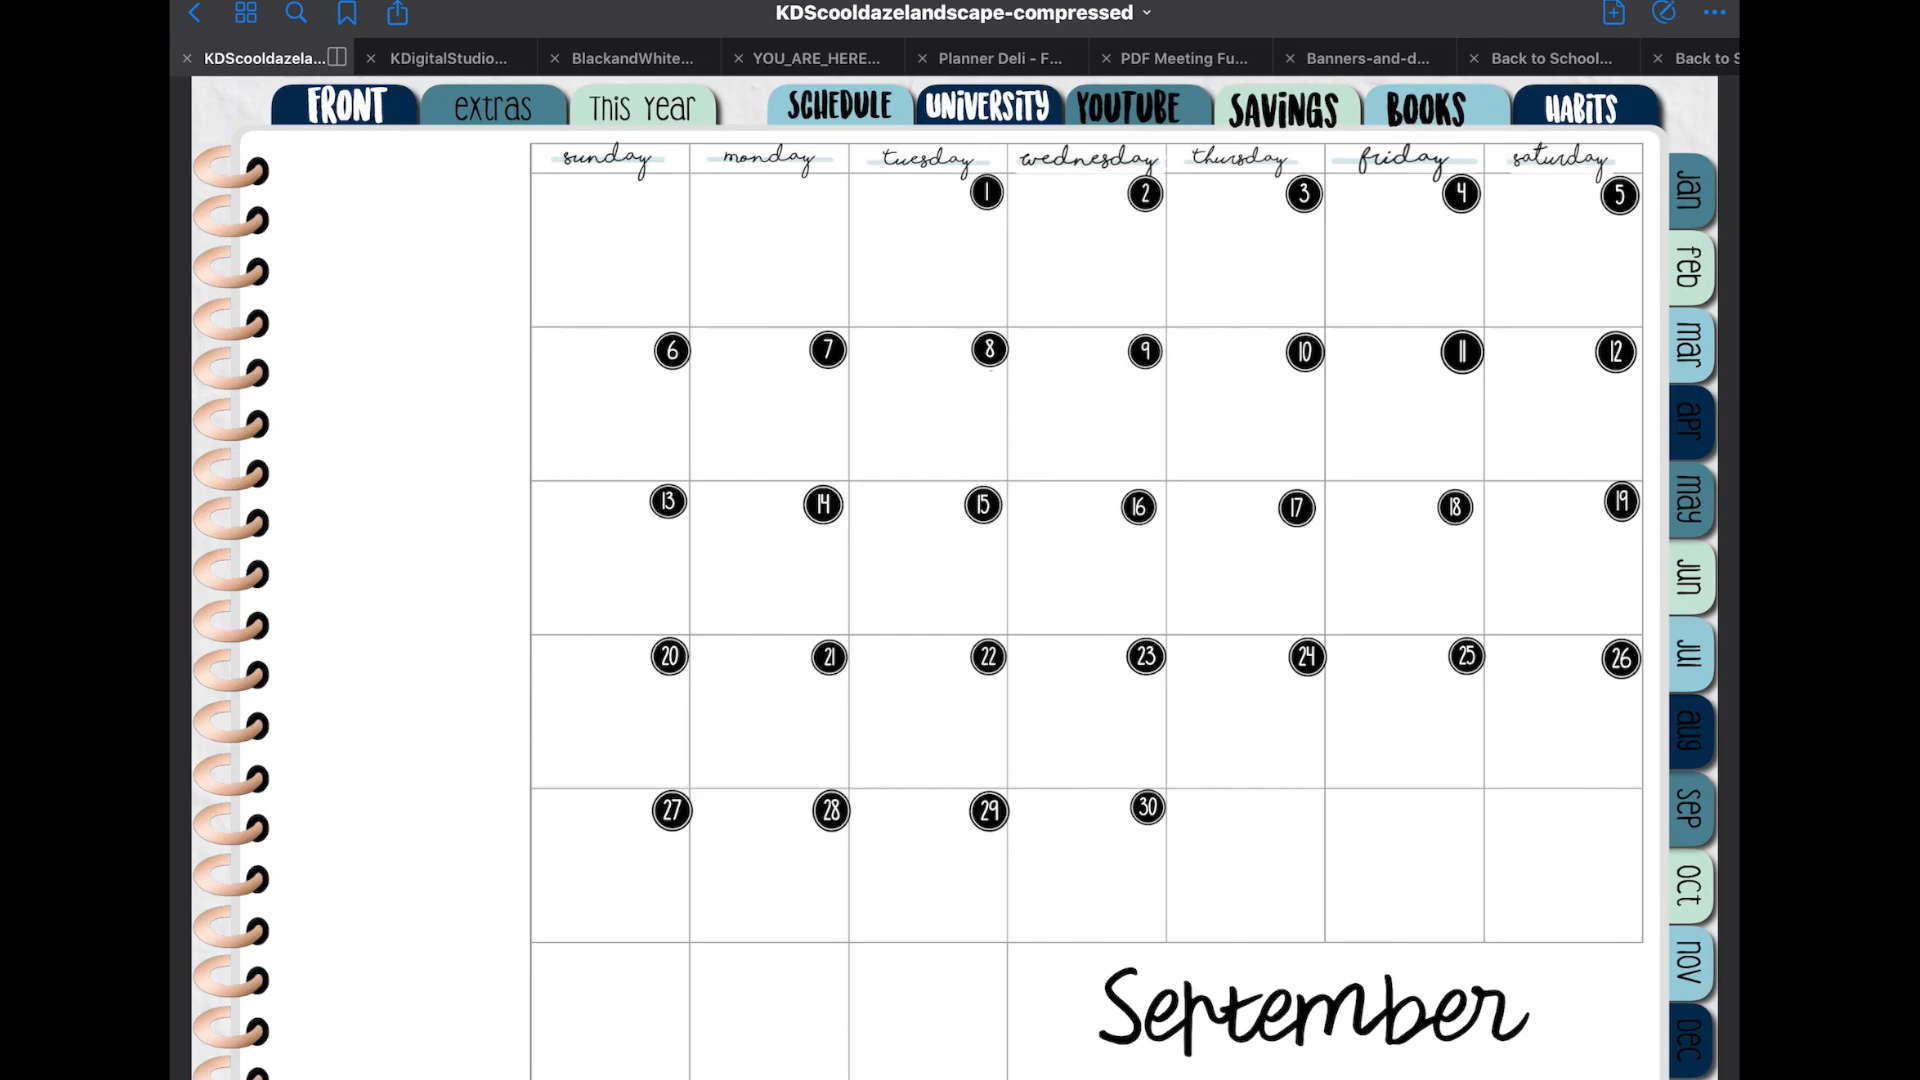 KDScooldazelandscape-compressed
KDScooldazela... KDigitalStudio... BlackandWhite... YOU_ARE_HERE... Planner Deli - F... PDF Meeting Fu... Banners-and-d... Back to School... Back to S
FRONT extras This Year SCHEDULE UNIVERSITY YOUTUBE SAVINGS BOOKS HABITS
sunday monday tuesday wednesday thursday friday saturday
1 2 3 4 5
6 7 8 9 10 11 12
13 14 15 16 17 18 19
20 21 22 23 24 25 26
27 28 29 30
September
jan
feb
mar
apr
may
jun
jul
aug
sep
oct
nov
dec